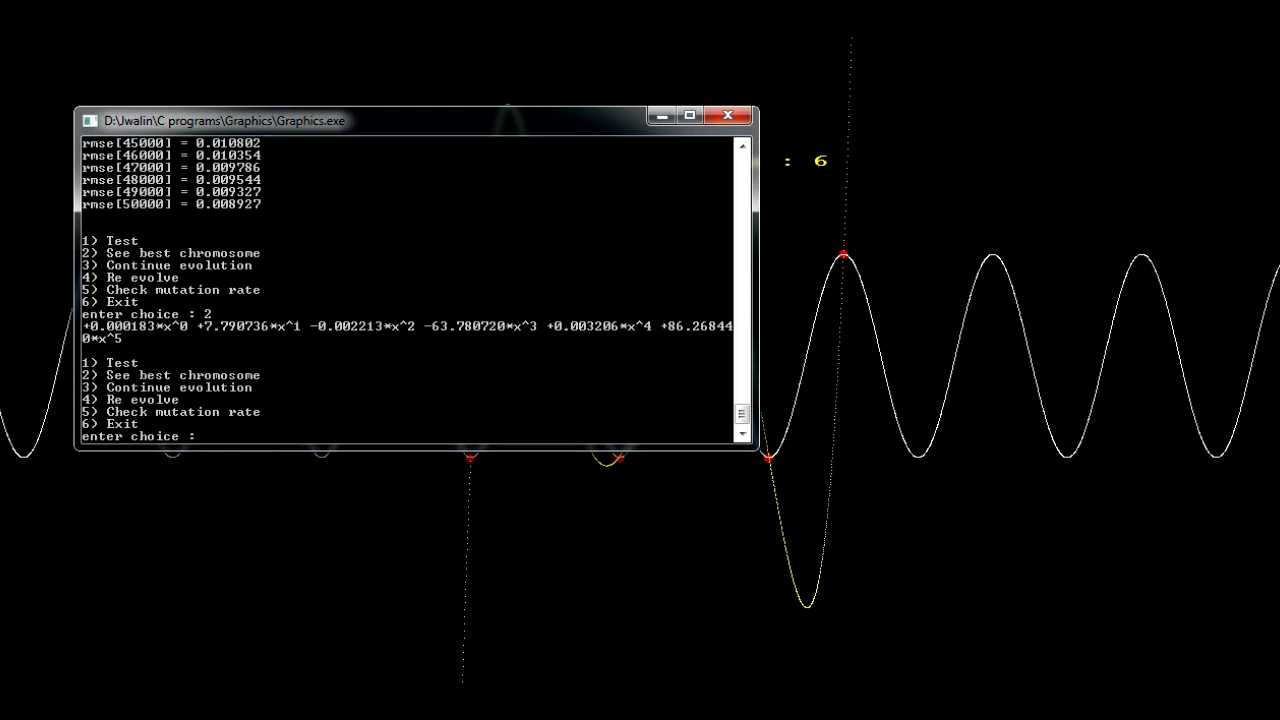 D:\Jwalin\C programs\Graphics\Graphics.exe
rmse[45000] = 0.010802
rmse[46000] = 0.010354
rmse[47000] = 0.009786
rmse[48000] = 0.009544
rmse[49000] = 0.009327
rmse[50000] = 0.008927
: 6
1) Test
2) See best chromosome
3) Continue evolution
4) Re evolve
5) Check mutation rate
6) Exit
enter choice : 2
+0.000183*x^0 +7.790736*x^1 -0.002213*x^2 -63.780720*x^3 +0.003206*x^4 +86.26844
0*x^5
1) Test
2) See best chromosome
3) Continue evolution
4) Re evolve
5) Check mutation rate
6) Exit
enter choice :